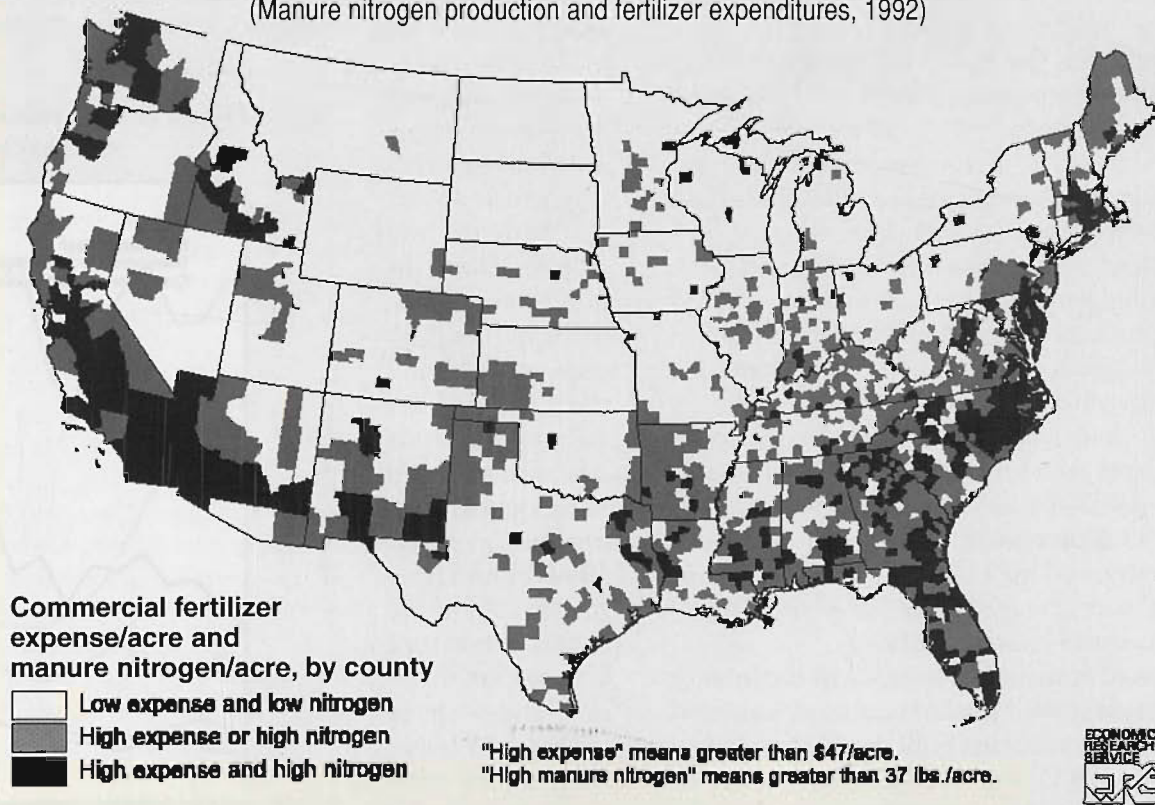 (Manure nitrogen production and fertilizer expenditures, 1992)
Commercial fertilizer
expense/acre and
manure nitrogen/acre, by county
Low expense and low nitrogen
High expense or high nitrogen
High expense and high nitrogen
"High expense" means greater than $47/acre.
"High manure nitrogen" means greater than 37 lbs./acre.
ECONOMIC
RESEARCH
SERVICE